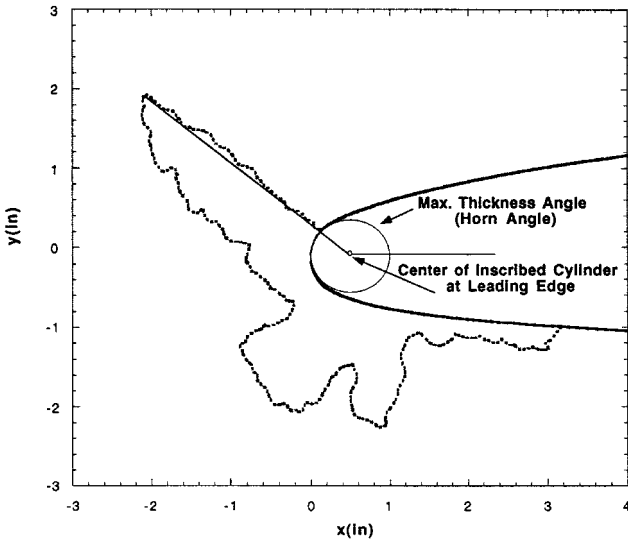 3
2
1
0
-1
-2
-3
y(in)
Max. Thickness Angle
(Horn Angle)
Center of Inscribed Cylinder
at Leading Edge
-3
-2
-1
0
1
2
3
4
x(in)